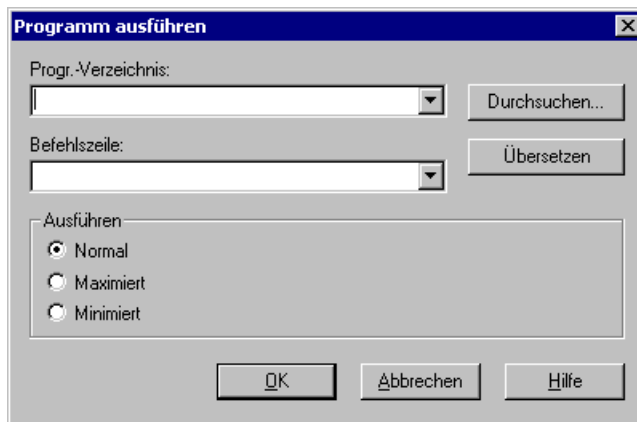 Programm ausführen
Progr.-Verzeichnis:
Durchsuchen...
Befehlszeile:
Übersetzen
Ausführen
Normal
Maximiert
Minimiert
OK Abbrechen Hilfe